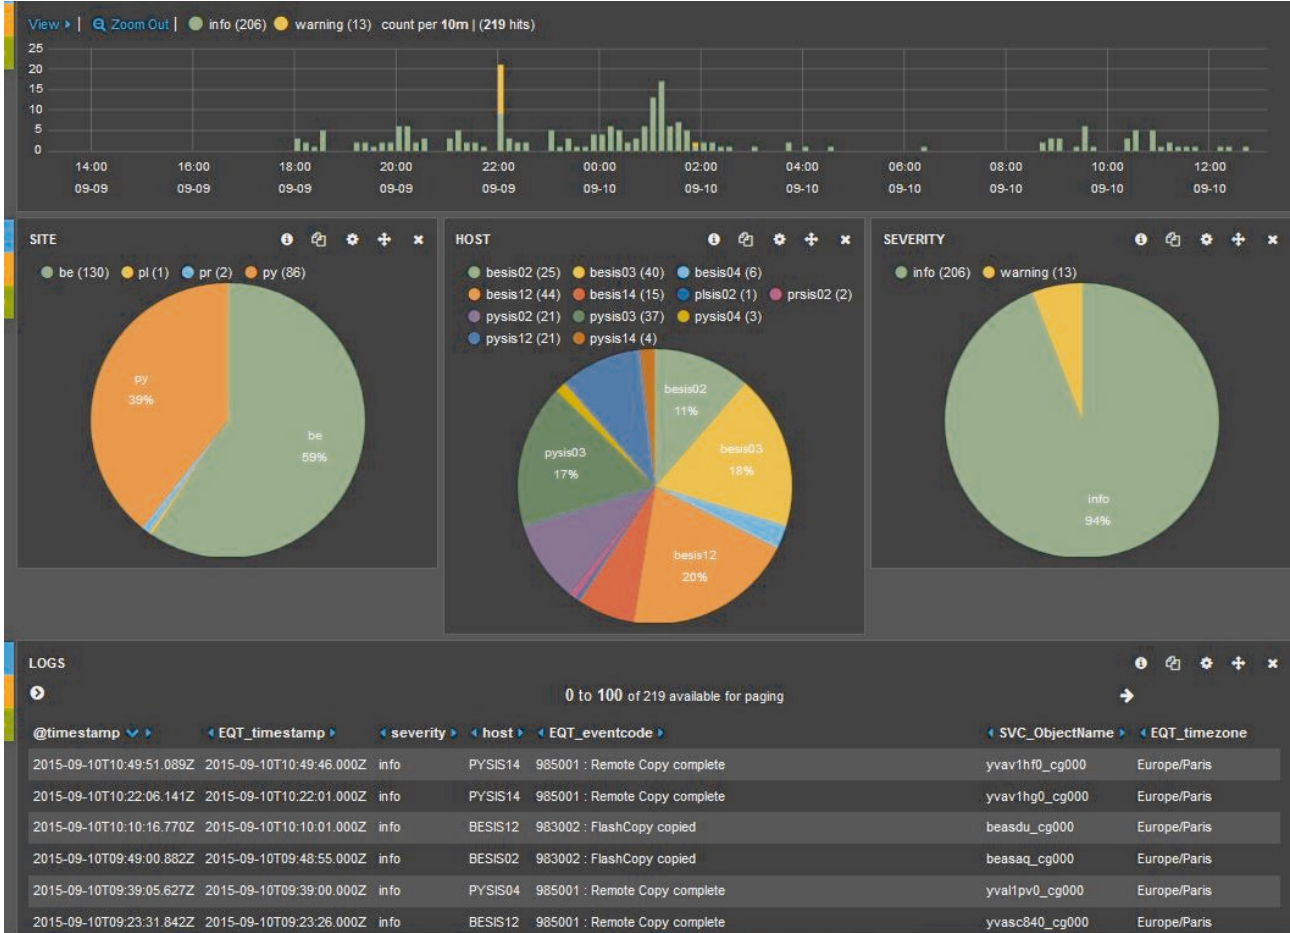 View | Zoom Out | info (206) warning (13) count per 10m | (219 hits)
25
20
15
10
5
0
14:00 16:00 18:00 20:00 22:00 00:00 02:00 04:00 06:00 08:00 10:00 12:00
09-09 09-09 09-09 09-09 09-09 09-10 09-10 09-10 09-10 09-10 09-10 09-10
SITE
be (130) pl (1) pr (2) py (86)
py
39%
be
59%
HOST
besis02 (25) besis03 (40) besis04 (6)
besis12 (44) besis14 (15) plsis02 (1) prsis02 (2)
pysis02 (21) pysis03 (37) pysis04 (3)
pysis12 (21) pysis14 (4)
besis02
11%
besis03
18%
pysis03
17%
besis12
20%
SEVERITY
info (206) warning (13)
info
94%
LOGS
0 to 100 of 219 available for paging
@timestamp EQT_timestamp severity host EQT_eventcode SVC_ObjectName EQT_timezone
2015-09-10T10:49:51.089Z 2015-09-10T10:49:46.000Z info PYSIS14 985001 : Remote Copy complete yvav1hf0_cg000 Europe/Paris
2015-09-10T10:22:06.141Z 2015-09-10T10:22:01.000Z info PYSIS14 985001 : Remote Copy complete yvav1hg0_cg000 Europe/Paris
2015-09-10T10:10:16.770Z 2015-09-10T10:10:01.000Z info BESIS12 983002 : FlashCopy copied beasdu_cg000 Europe/Paris
2015-09-10T09:49:00.882Z 2015-09-10T09:48:55.000Z info BESIS02 983002 : FlashCopy copied beasaq_cg000 Europe/Paris
2015-09-10T09:39:05.627Z 2015-09-10T09:39:00.000Z info PYSIS04 985001 : Remote Copy complete yval1pv0_cg000 Europe/Paris
2015-09-10T09:23:31.842Z 2015-09-10T09:23:26.000Z info BESIS12 985001 : Remote Copy complete yvasc840_cg000 Europe/Paris